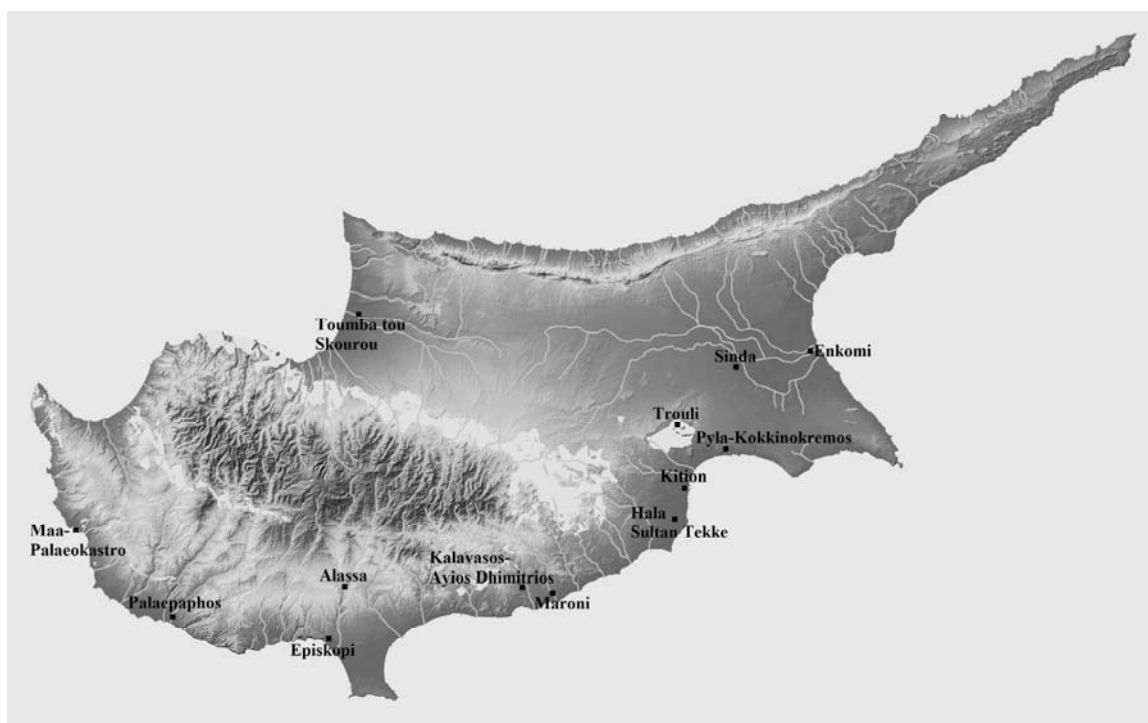 Toumba tou
Skourou
Sinda
Enkomi
Trouli
Pyla-Kokkinokremos
Kition
Hala
Sultan Tekke
Maa-
Palaeokastro
Kalavasos-
Ayios Dhimitrios
Alassa
Maroni
Palaepaphos
Episkopi